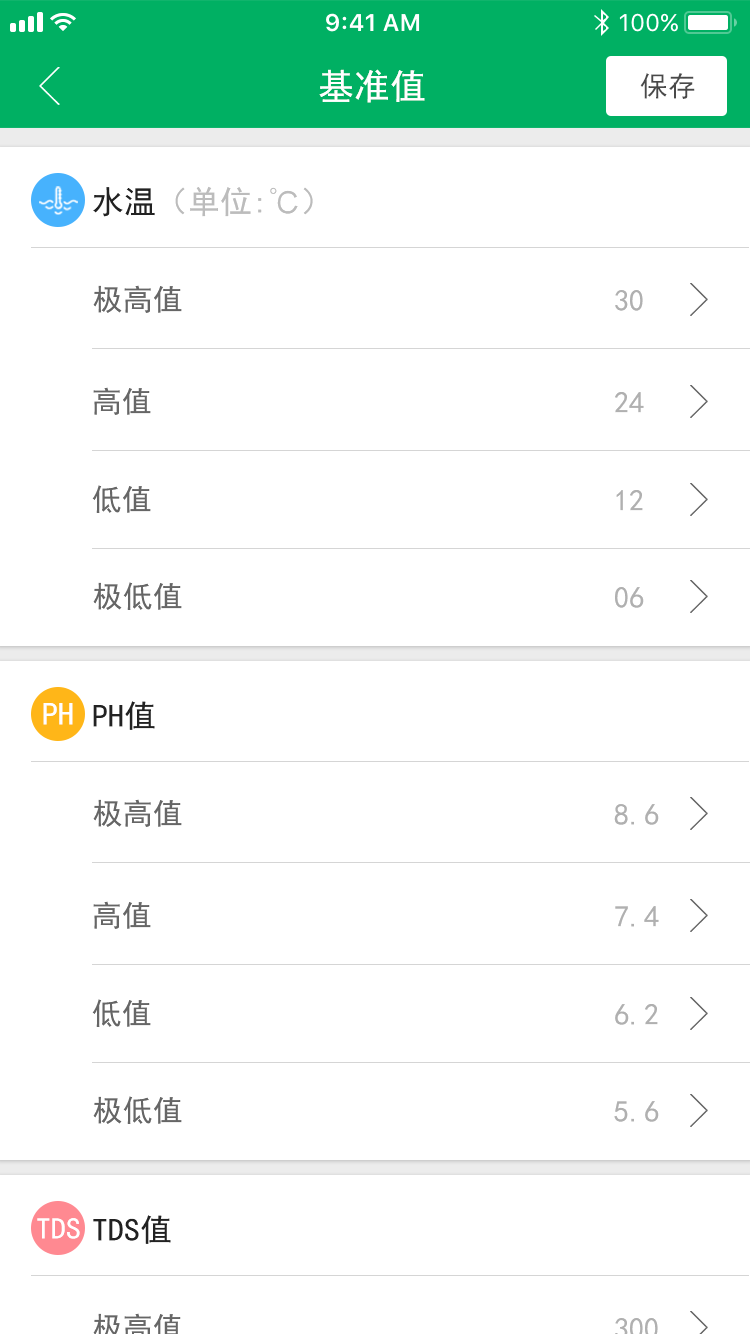 9:41 AM 100%
基准值 保存
水温（单位:℃）
极高值 30
高值 24
低值 12
极低值 06
PH PH值
极高值 8.6
高值 7.4
低值 6.2
极低值 5.6
TDS TDS值
极高值 300